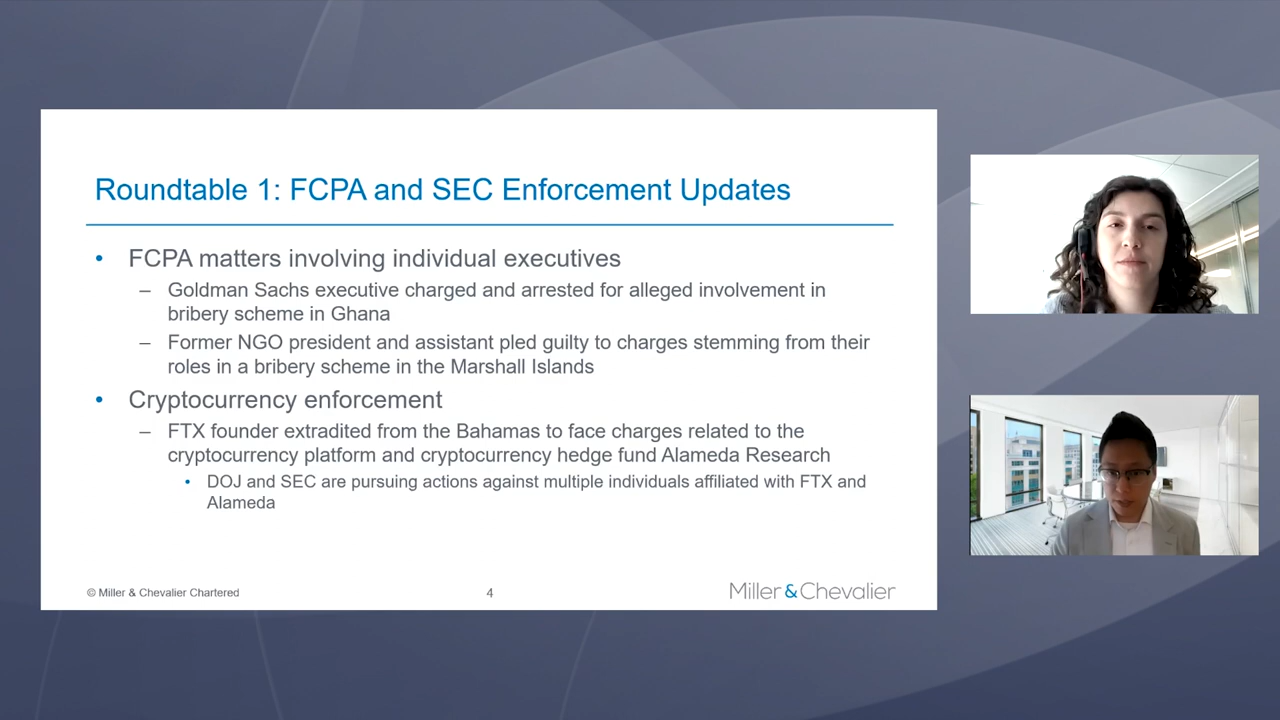 Roundtable 1: FCPA and SEC Enforcement Updates
• FCPA matters involving individual executives
– Goldman Sachs executive charged and arrested for alleged involvement in
bribery scheme in Ghana
– Former NGO president and assistant pled guilty to charges stemming from their
roles in a bribery scheme in the Marshall Islands
• Cryptocurrency enforcement
– FTX founder extradited from the Bahamas to face charges related to the
cryptocurrency platform and cryptocurrency hedge fund Alameda Research
• DOJ and SEC are pursuing actions against multiple individuals affiliated with FTX and
Alameda
© Miller & Chevalier Chartered
4
Miller&Chevalier